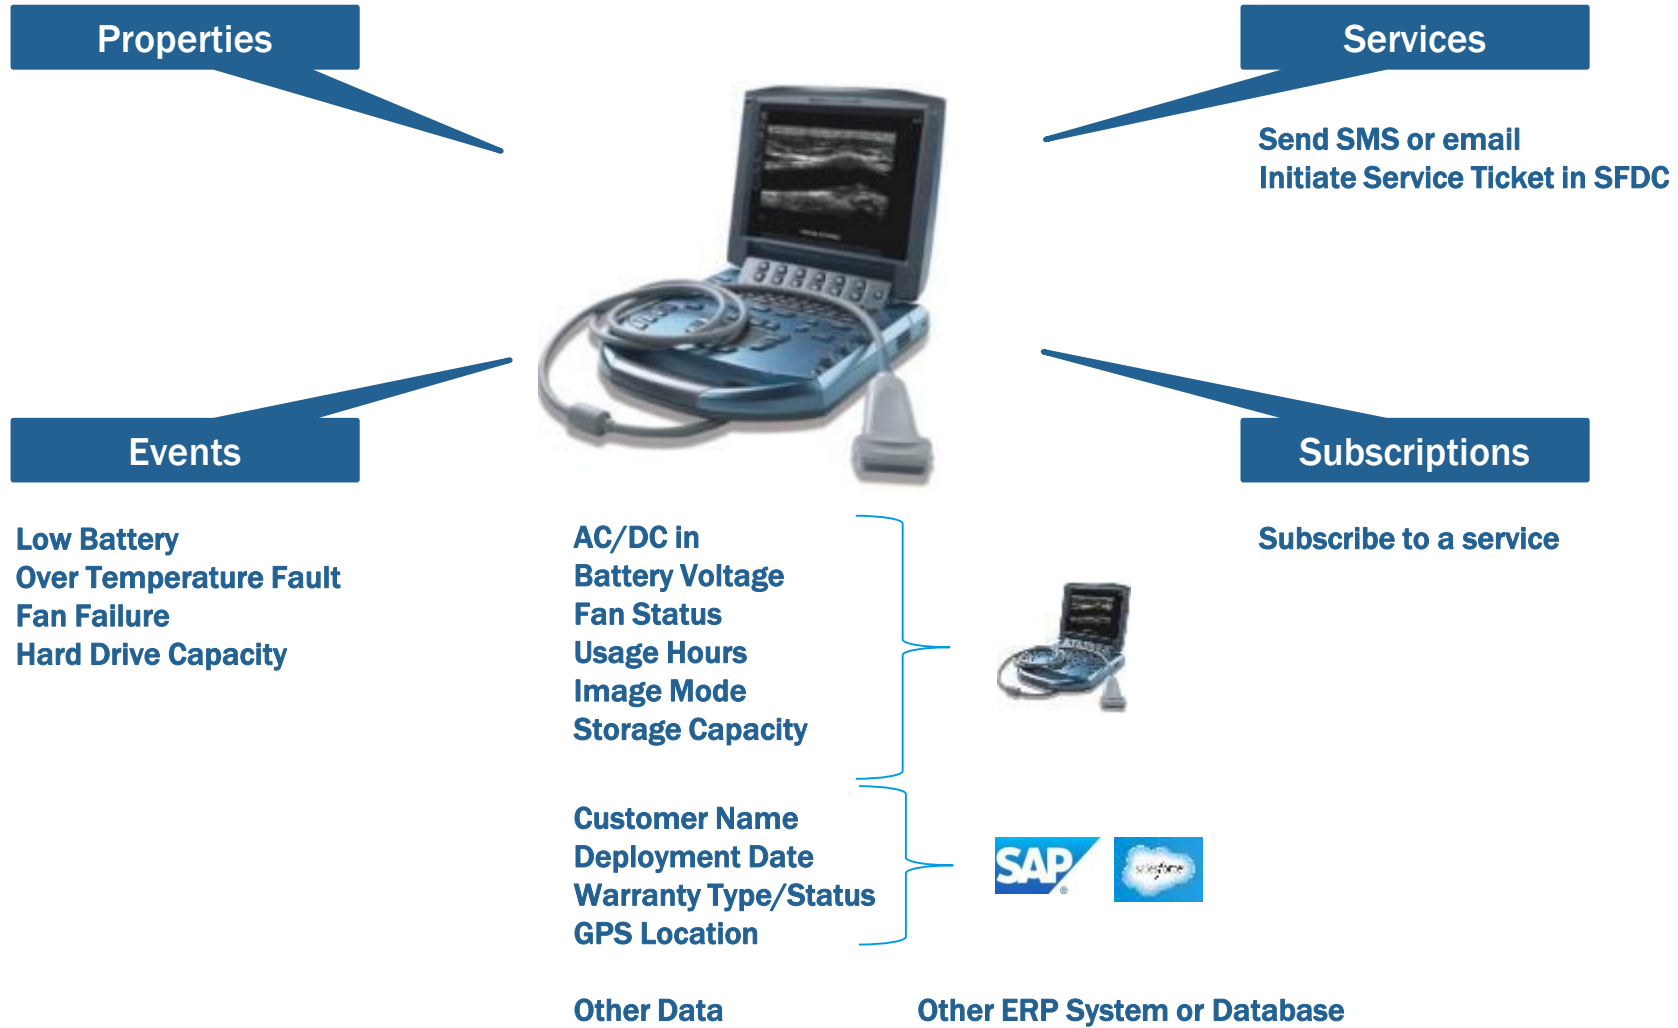 Properties
Services
Send SMS or email
Initiate Service Ticket in SFDC
Events
Subscriptions
Low Battery
Over Temperature Fault
Fan Failure
Hard Drive Capacity
AC/DC in
Battery Voltage
Fan Status
Usage Hours
Image Mode
Storage Capacity
Subscribe to a service
Customer Name
Deployment Date
Warranty Type/Status
GPS Location
SAP®
salesforce
Other Data
Other ERP System or Database